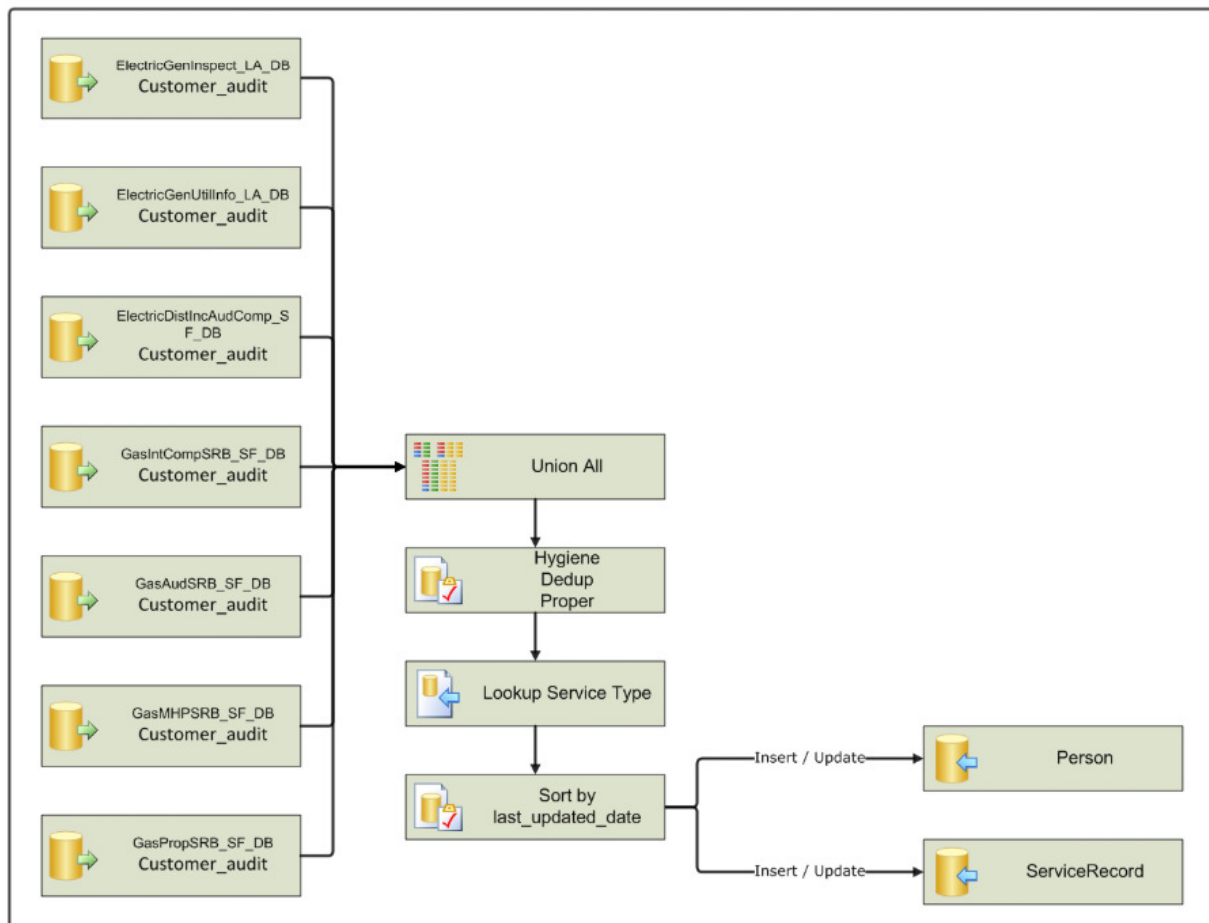 ElectricGenInspect_LA_DB
Customer_audit
ElectricGenUtilInfo_LA_DB
Customer_audit
ElectricDistIncAudComp_S
F_DB
Customer_audit
GasIntCompSRB_SF_DB
Customer_audit
GasAudSRB_SF_DB
Customer_audit
GasMHPSRB_SF_DB
Customer_audit
GasPropSRB_SF_DB
Customer_audit
Union All
Hygiene
Dedup
Proper
Lookup Service Type
Sort by
last_updated_date
Insert / Update
Person
Insert / Update
ServiceRecord